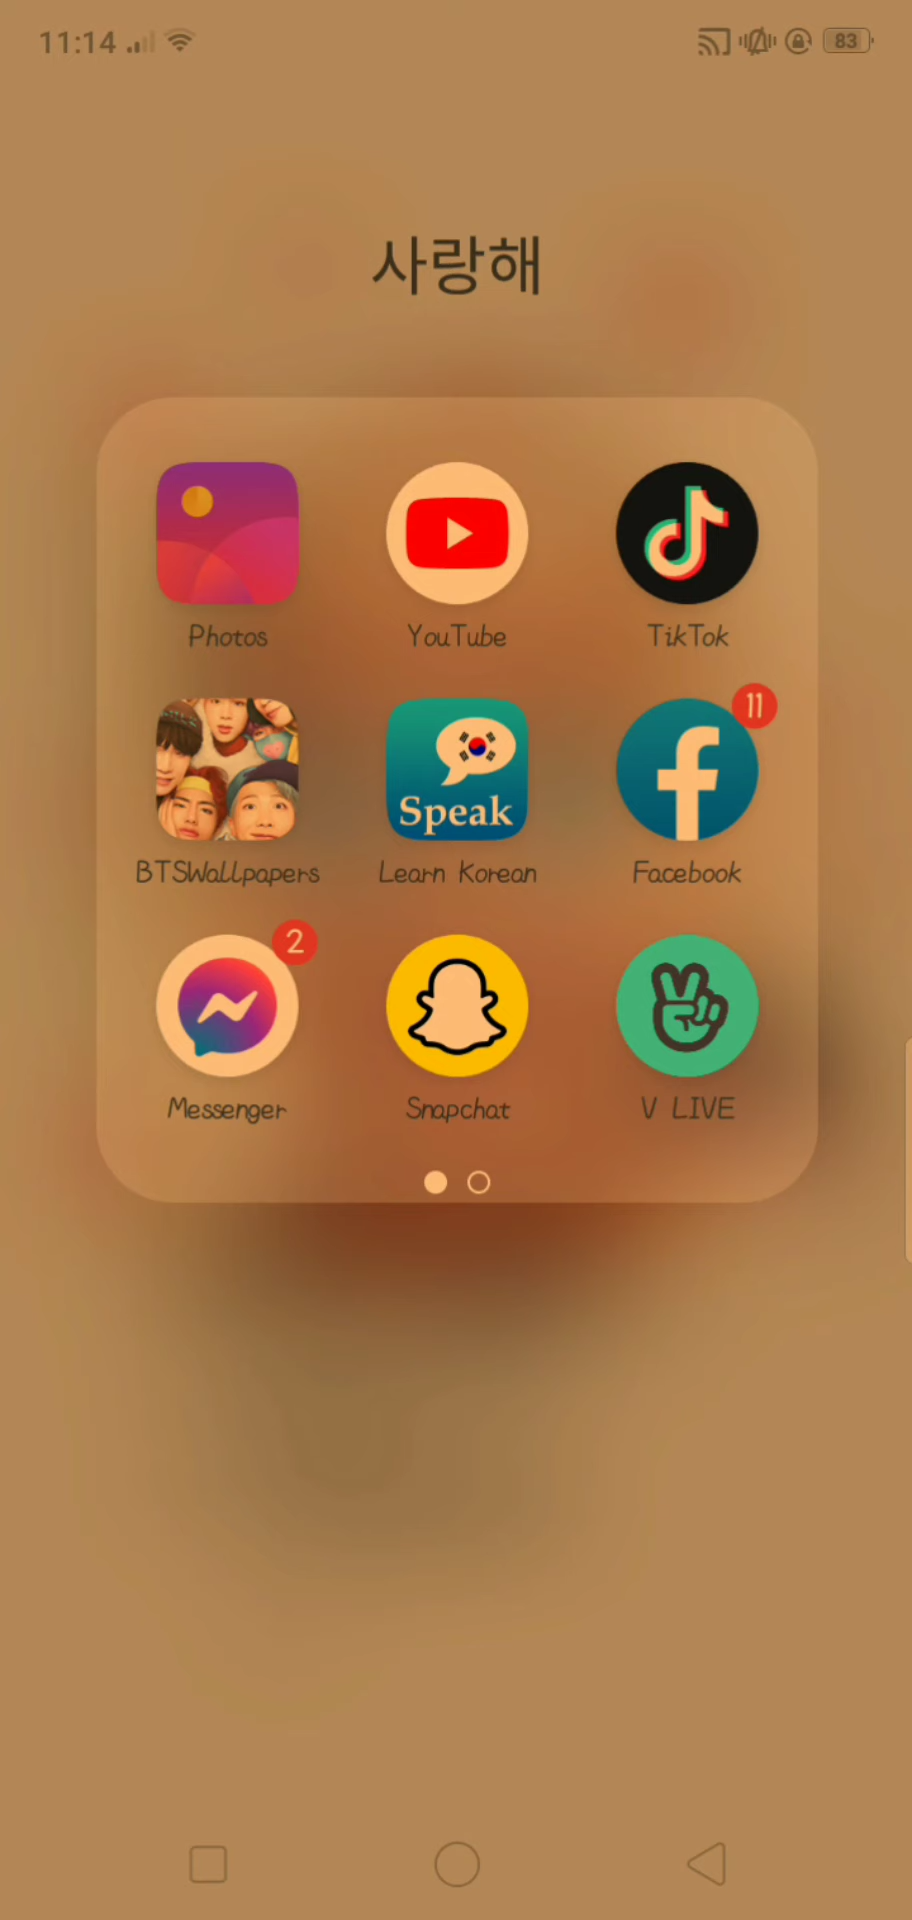 11:14
83
사랑해
Photos
YouTube
TikTok
Speak
11
BTSWallpapers
Learn Korean
Facebook
2
Messenger
Snapchat
V LIVE